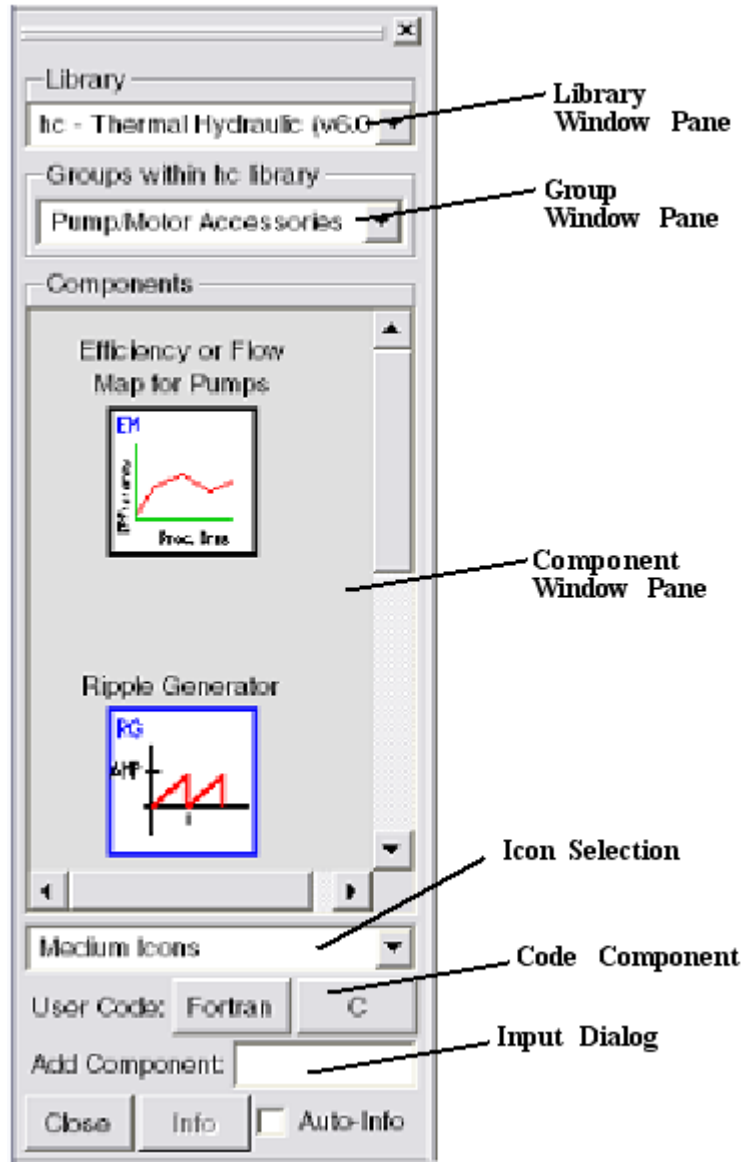 Library
hc - Thermal Hydraulic (v6.0
Library
Window Pane
Groups within hc library
Pump/Motor Accessories
Group
Window Pane
Components
Efficiency or Flow
Map for Pumps
EM
Ripple Generator
RG
Component
Window Pane
Icon Selection
Medium Icons
Code Component
User Code: Fortran C
Input Dialog
Add Component:
Close Info Auto-Info